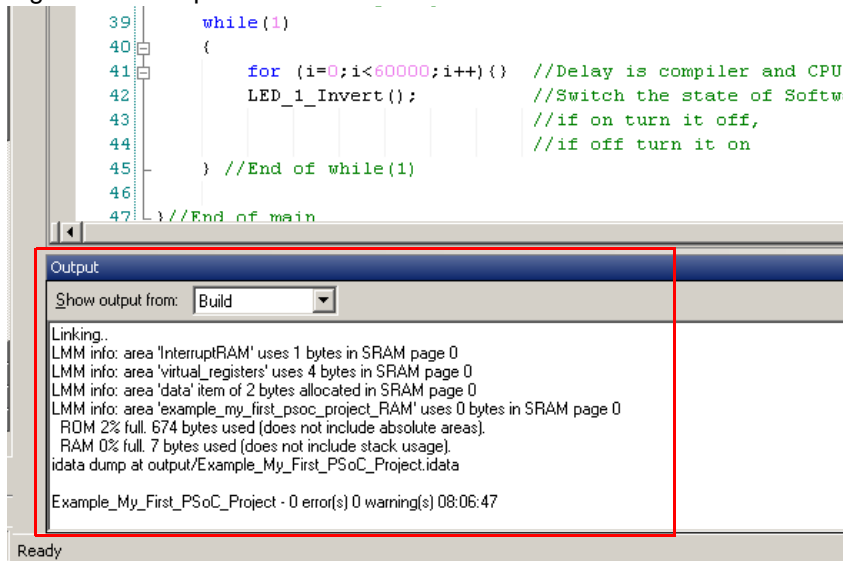 39 while(1)
40 {
41 for (i=0;i<60000;i++){} //Delay is compiler and CPU
42 LED_1_Invert(); //Switch the state of
43 //if on turn it off,
44 //if off turn it on
45 } //End of while(1)
46
47 }//End of main
Output
Show output from: Build
Linking..
LMM info: area 'InterruptRAM' uses 1 bytes in SRAM page 0
LMM info: area 'virtual_registers' uses 4 bytes in SRAM page 0
LMM info: area 'data' item of 2 bytes allocated in SRAM page 0
LMM info: area 'example_my_first_psoc_project_RAM' uses 0 bytes in SRAM page 0
ROM 2% full. 674 bytes used (does not include absolute areas).
RAM 0% full. 7 bytes used (does not include stack usage).
idata dump at output/Example_My_First_PSoC_Project.idata
Example_My_First_PSoC_Project - 0 error(s) 0 warning(s) 08:06:47
Ready